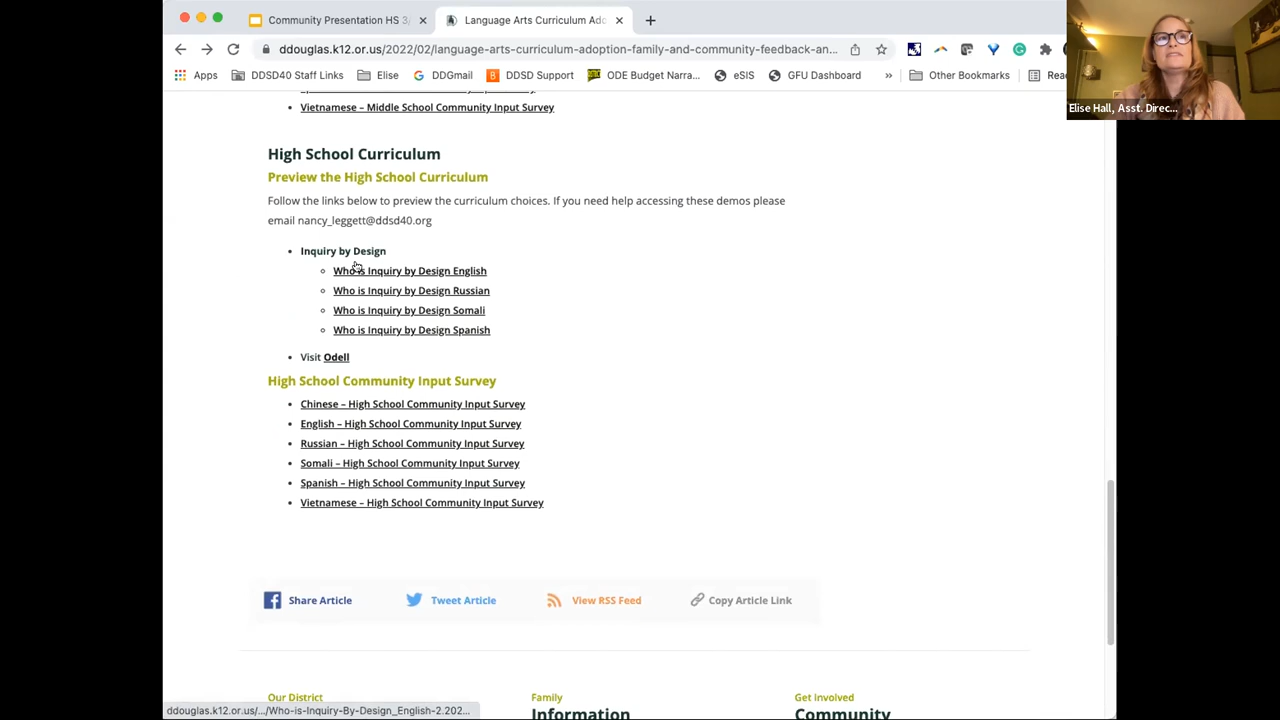 Community Presentation HS 3/
Language Arts Curriculum Ado
ddouglas.k12.or.us/2022/02/language-arts-curriculum-adoption-family-and-community-feedback-an...
Apps DDSD40 Staff Links Elise DDGmail DDSD Support ODE Budget Narra... eSIS GFU Dashboard » Other Bookmarks Rea
Elise Hall, Asst. Direc...
Vietnamese – Middle School Community Input Survey
High School Curriculum
Preview the High School Curriculum
Follow the links below to preview the curriculum choices. If you need help accessing these demos please
email nancy_leggett@ddsd40.org
Inquiry by Design
Who is Inquiry by Design English
Who is Inquiry by Design Russian
Who is Inquiry by Design Somali
Who is Inquiry by Design Spanish
Visit Odell
High School Community Input Survey
Chinese – High School Community Input Survey
English – High School Community Input Survey
Russian – High School Community Input Survey
Somali – High School Community Input Survey
Spanish – High School Community Input Survey
Vietnamese – High School Community Input Survey
Share Article Tweet Article View RSS Feed Copy Article Link
Our District Family Get Involved
Information Community
ddouglas.k12.or.us/.../Who-is-Inquiry-By-Design_English-2.202...